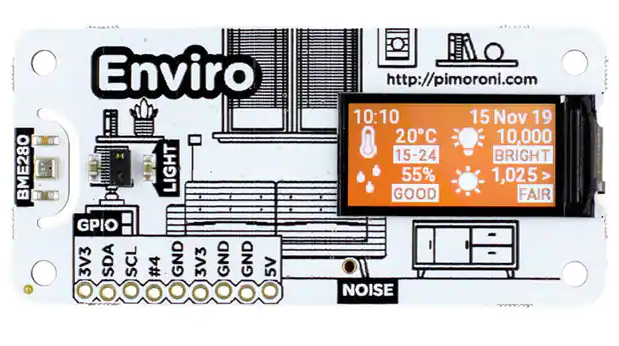 Enviro
http://pimoroni.com
10:10 15 Nov 19
20°C 10,000
15-24 BRIGHT
55% 1,025 >
GOOD FAIR
BME280
LIGHT
GPIO
3V3 SDA SCL #4 GND 3V3 GND GND 5V
NOISE